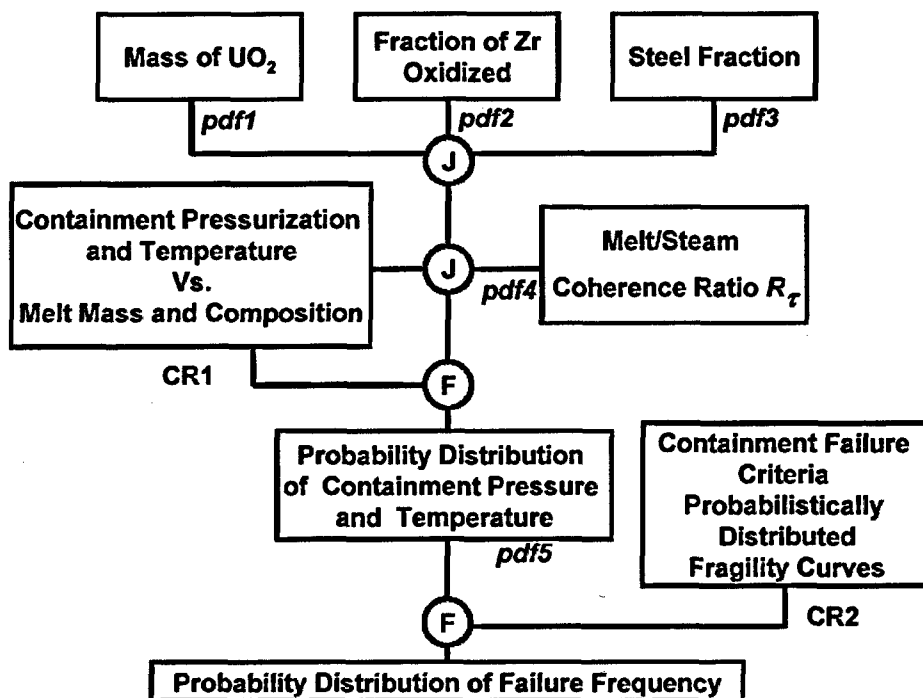 Mass of UO₂
Fraction of Zr
Oxidized
Steel Fraction
pdf1
pdf2
pdf3
J
Containment Pressurization
and Temperature
Vs.
Melt Mass and Composition
J
pdf4
Melt/Steam
Coherence Ratio R_τ
CR1
F
Probability Distribution
of Containment Pressure
and Temperature
pdf5
Containment Failure
Criteria
Probabilistically
Distributed
Fragility Curves
F
CR2
Probability Distribution of Failure Frequency